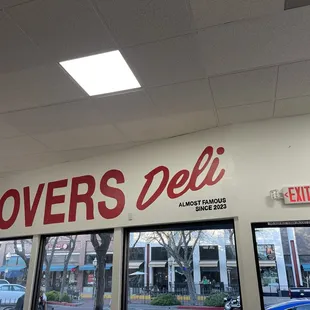 OVERS Deli
ALMOST FAMOUS
SINCE 2023
EXIT